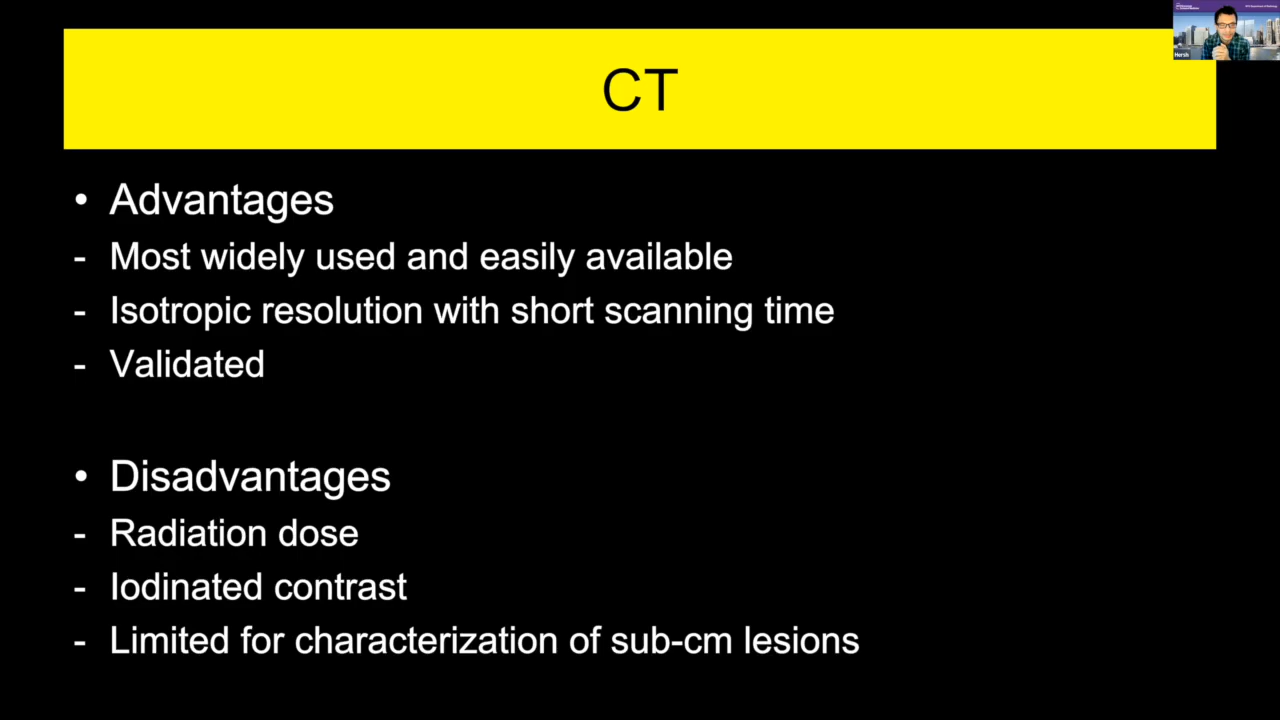 CT
• Advantages
- Most widely used and easily available
- Isotropic resolution with short scanning time
- Validated
• Disadvantages
- Radiation dose
- Iodinated contrast
- Limited for characterization of sub-cm lesions
Hersh